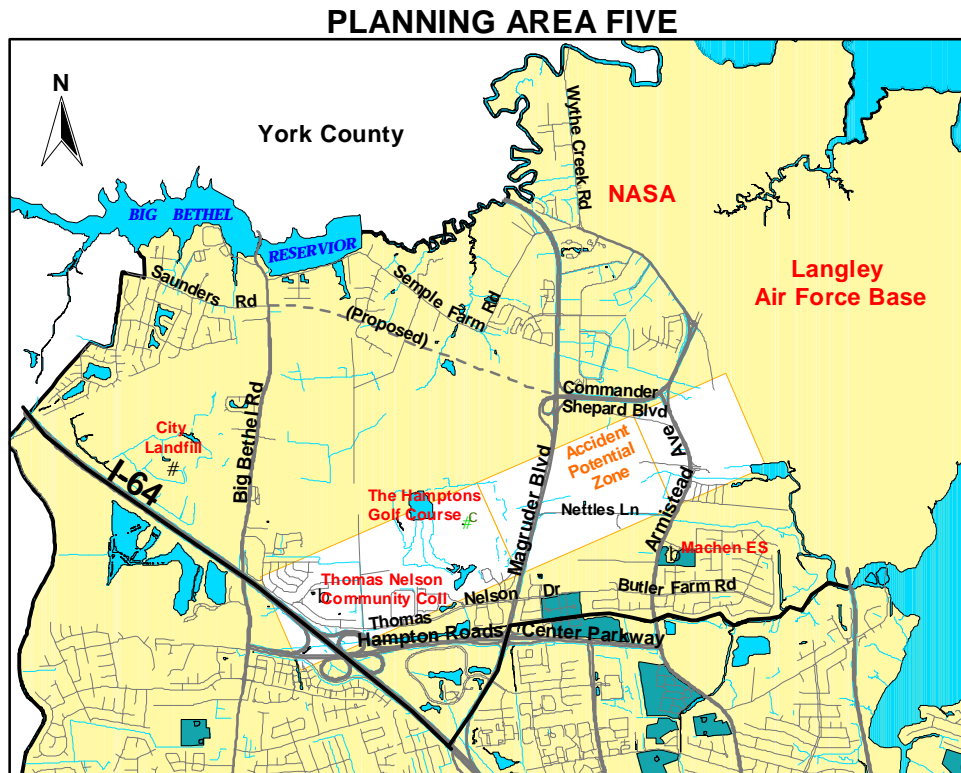 PLANNING AREA FIVE
N
York County
Wythe Creek Rd
NASA
BIG BETHEL
RESERVIOR
Langley
Air Force Base
Saunders Rd
Semple Farm Rd
(Proposed)
Commander
Shepard Blvd
City
Landfill
#
I-64
Big Bethel Rd
Accident
Potential
Zone
Armistead Ave
Magruder Blvd
The Hamptons
Golf Course
#
c
Nettles Ln
Machen ES
Thomas Nelson
Community Coll
Butler Farm Rd
Thomas Nelson Dr
Hampton Roads Center Parkway